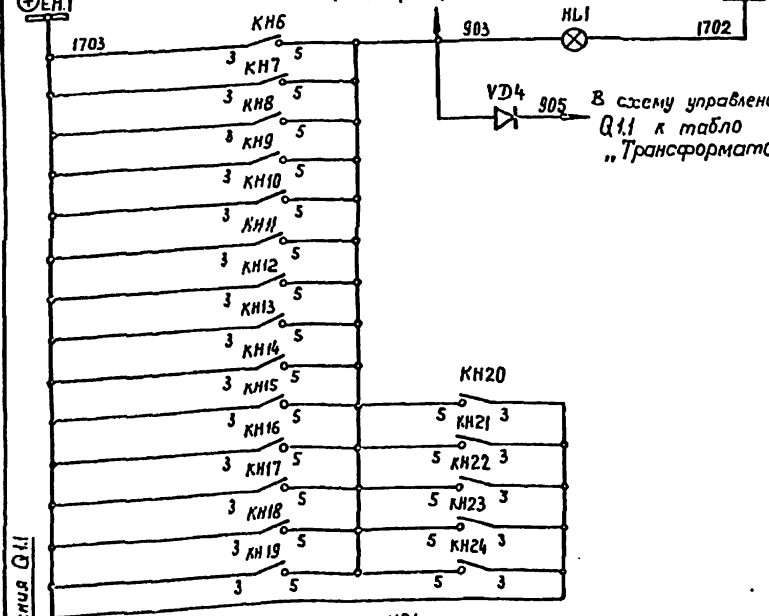 ЕН.1
КН6
903
HL1
1702
1703
3 5
КН7
3 5
КН8
VD4
905
В схему управлен
Q1.1 к табло
„Трансформат
3 5
КН9
3 5
КН10
3 5
КН11
3 5
КН12
3 5
КН13
3 5
КН14
3 5
КН15
КН20
3 5
5 3
КН16
КН21
3 5
5 3
КН17
КН22
3 5
5 3
КН18
КН23
3 5
5 3
КН19
КН24
3 5
5 3
ния Q1.1